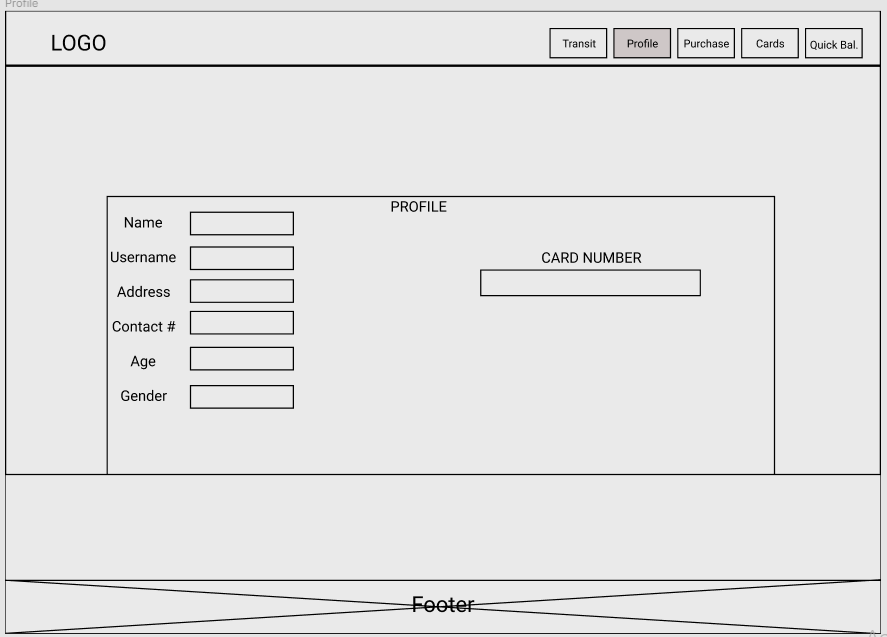 Profile
LOGO
Transit
Profile
Purchase
Cards
Quick Bal.
PROFILE
Name
Username
CARD NUMBER
Address
Contact #
Age
Gender
Footer